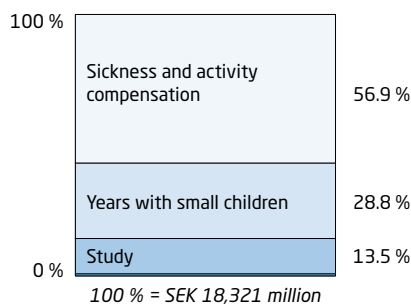 100 %
Sickness and activity
compensation
56.9 %
Years with small children
28.8 %
Study
13.5 %
0 %
100 % = SEK 18,321 million